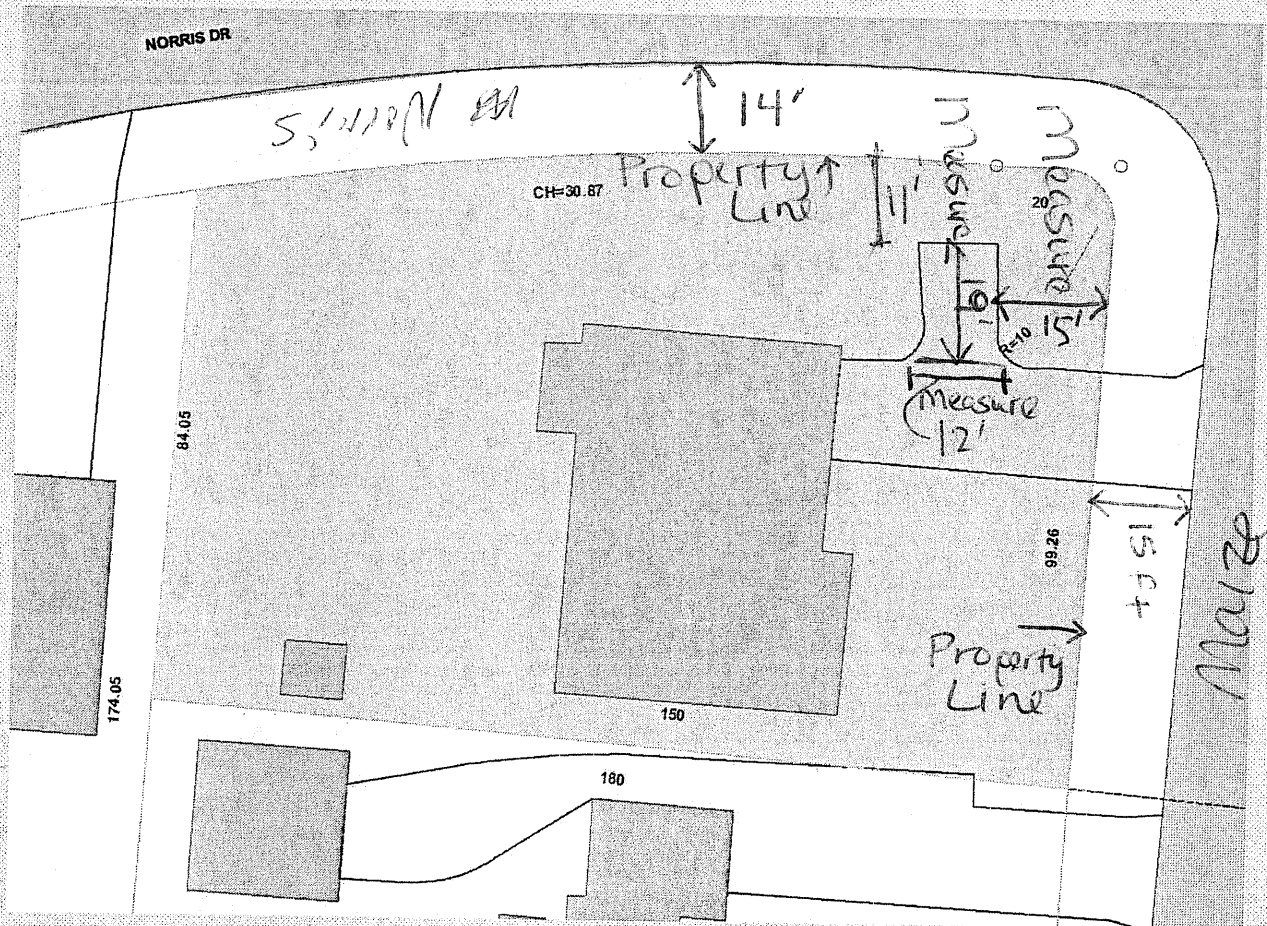 NORRIS DR
Norris
14'
Property
Line
CH=30.87
11'
Measure
Measure
20
10'
15'
R=10
Measure
12'
84.05
99.26
15 Ft
Maize
Property
Line
174.05
150
180